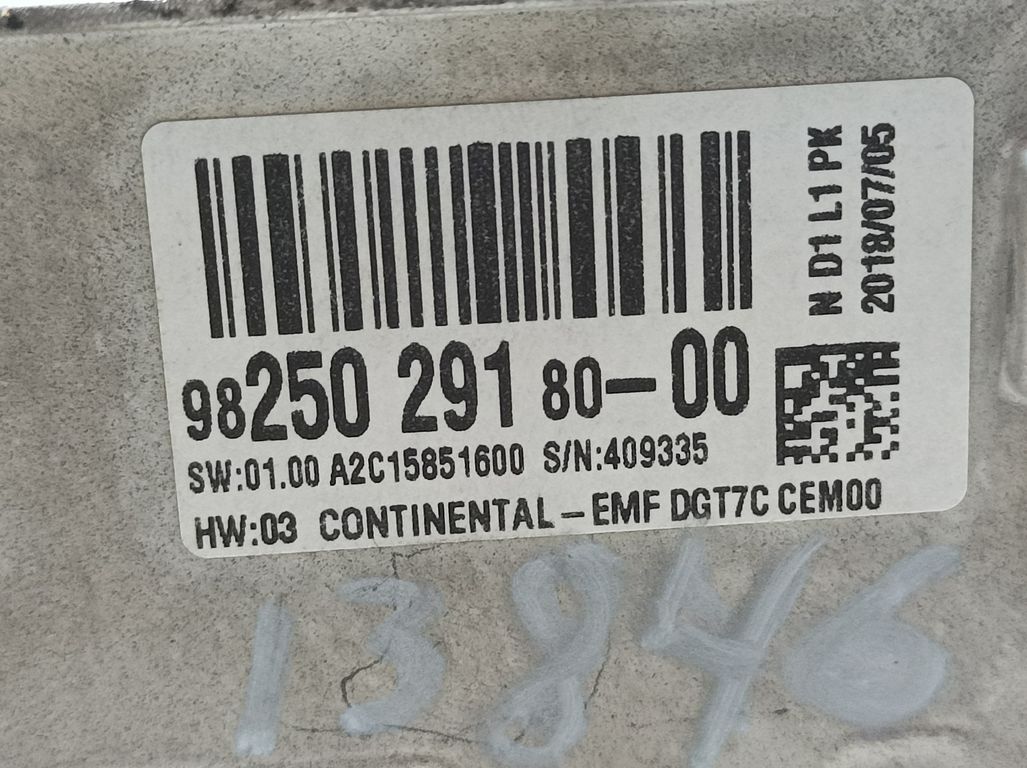 N D1 L1 PK
2018/07/05
98250 291 80-00
SW:01.00 A2C15851600 S/N:409335
HW:03 CONTINENTAL-EMF DGT7C CEM00
13846